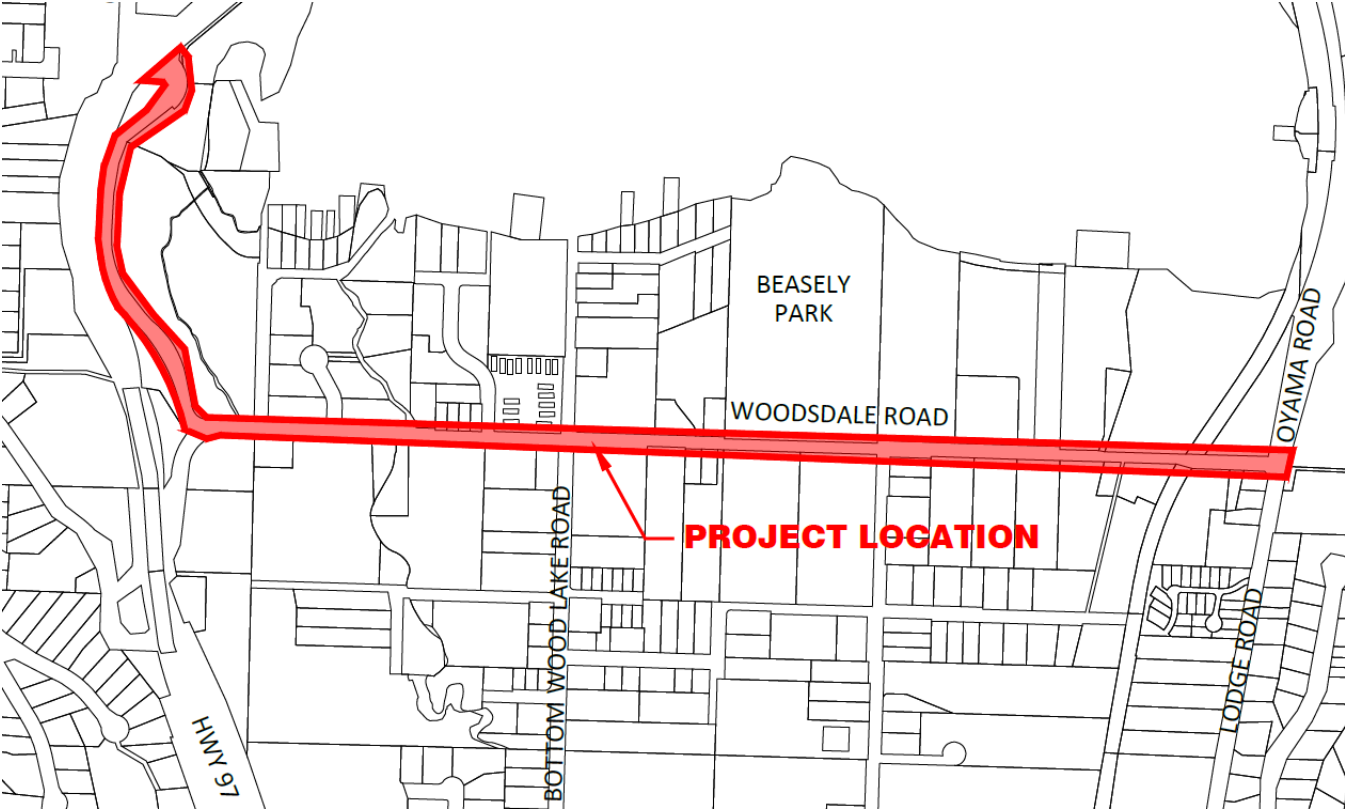 BEASELY
PARK
OYAMA ROAD
WOODSDALE ROAD
PROJECT LOCATION
BOTTOM WOOD LAKE ROAD
LODGE ROAD
HWY 97